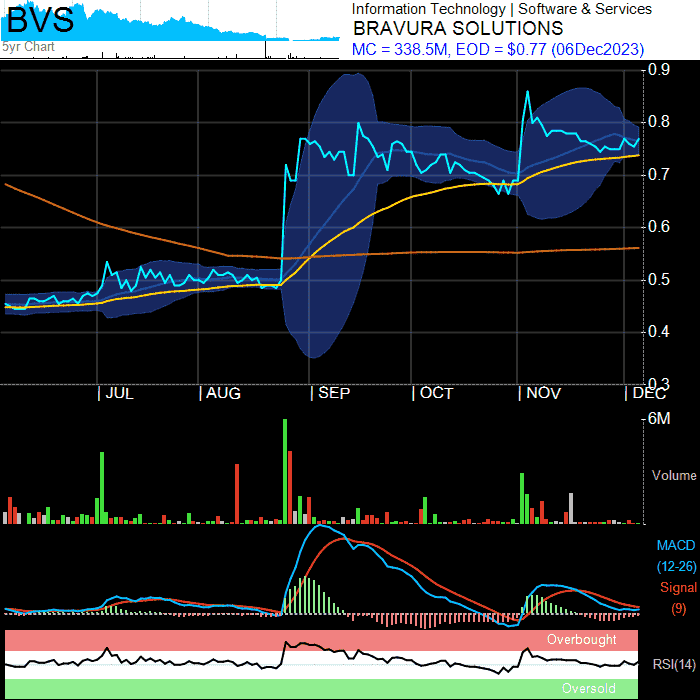 BVS
5yr Chart
Information Technology | Software & Services
BRAVURA SOLUTIONS
MC = 338.5M, EOD = $0.77 (06Dec2023)
0.9
0.8
0.7
0.6
0.5
0.4
0.3
| JUL | AUG | SEP | OCT | NOV | DEC
6M
Volume
MACD
(12-26)
Signal
(9)
Overbought
RSI(14)
Oversold